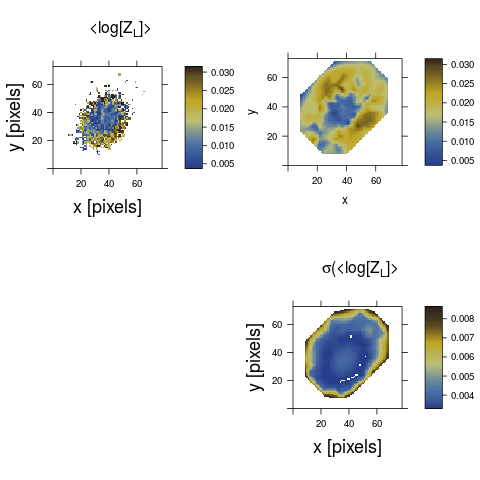 <log[Z_L]>
60
40
20
20 40 60
x [pixels]
y [pixels]
0.030
0.025
0.020
0.015
0.010
0.005
60
40
20
20 40 60
x
y
0.030
0.025
0.020
0.015
0.010
0.005
σ(<log[Z_L]>
60
40
20
20 40 60
x [pixels]
y [pixels]
0.008
0.007
0.006
0.005
0.004